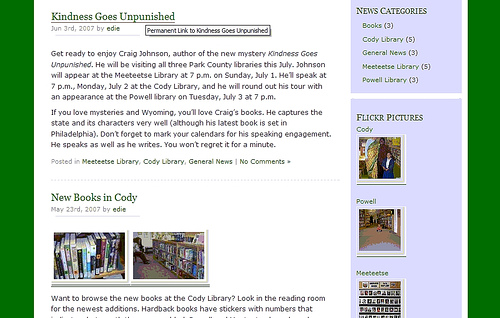 Kindness Goes Unpunished
Jun 3rd, 2007 by edie
Permanent Link to Kindness Goes Unpunished
Get ready to enjoy Craig Johnson, author of the new mystery Kindness Goes
Unpunished. He will be visiting all three Park County libraries this July. Johnson
will appear at the Meeteetse Library at 7 p.m. on Sunday, July 1. He'll speak at
7 p.m., Monday, July 2 at the Cody Library, and he will round out his tour with
an appearance at the Powell library on Tuesday, July 3 at 7 p.m.
If you love mysteries and Wyoming, you'll love Craig's books. He captures the
state and its characters very well (although his latest book is set in
Philadelphia). Don't forget to mark your calendars for his speaking engagement.
He speaks as well as he writes. You won't regret it for a minute.
Posted in Meeteetse Library, Cody Library, General News | No Comments »
New Books in Cody
May 23rd, 2007 by edie
Want to browse the new books at the Cody Library? Look in the reading room
for the newest additions. Hardback books have stickers with numbers that
News Categories
Books (3)
Cody Library (5)
General News (3)
Meeteetse Library (5)
Powell Library (3)
Flickr Pictures
Cody
Powell
Meeteetse